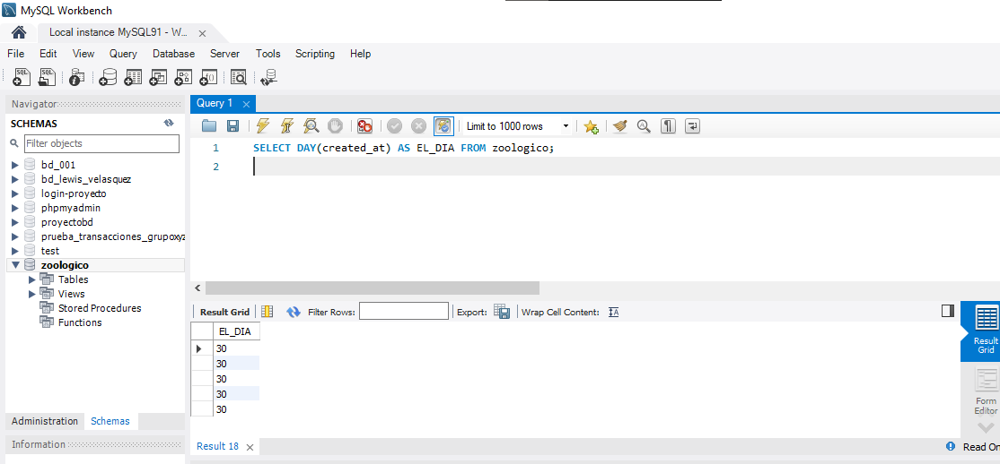 MySQL Workbench
Local instance MySQL91 - W...
File Edit View Query Database Server Tools Scripting Help
Navigator
SCHEMAS
Filter objects
bd_001
bd_lewis_velasquez
login-proyecto
phpmyadmin
proyectobd
prueba_transacciones_grupoxyz
test
zoologico
Tables
Views
Stored Procedures
Functions
Administration Schemas
Information
Query 1
Limit to 1000 rows
1 SELECT DAY(created_at) AS EL_DIA FROM zoologico;
2
Result Grid Filter Rows: Export: Wrap Cell Content:
EL_DIA
30
30
30
30
30
Result Grid
Form Editor
Result 18
Read On